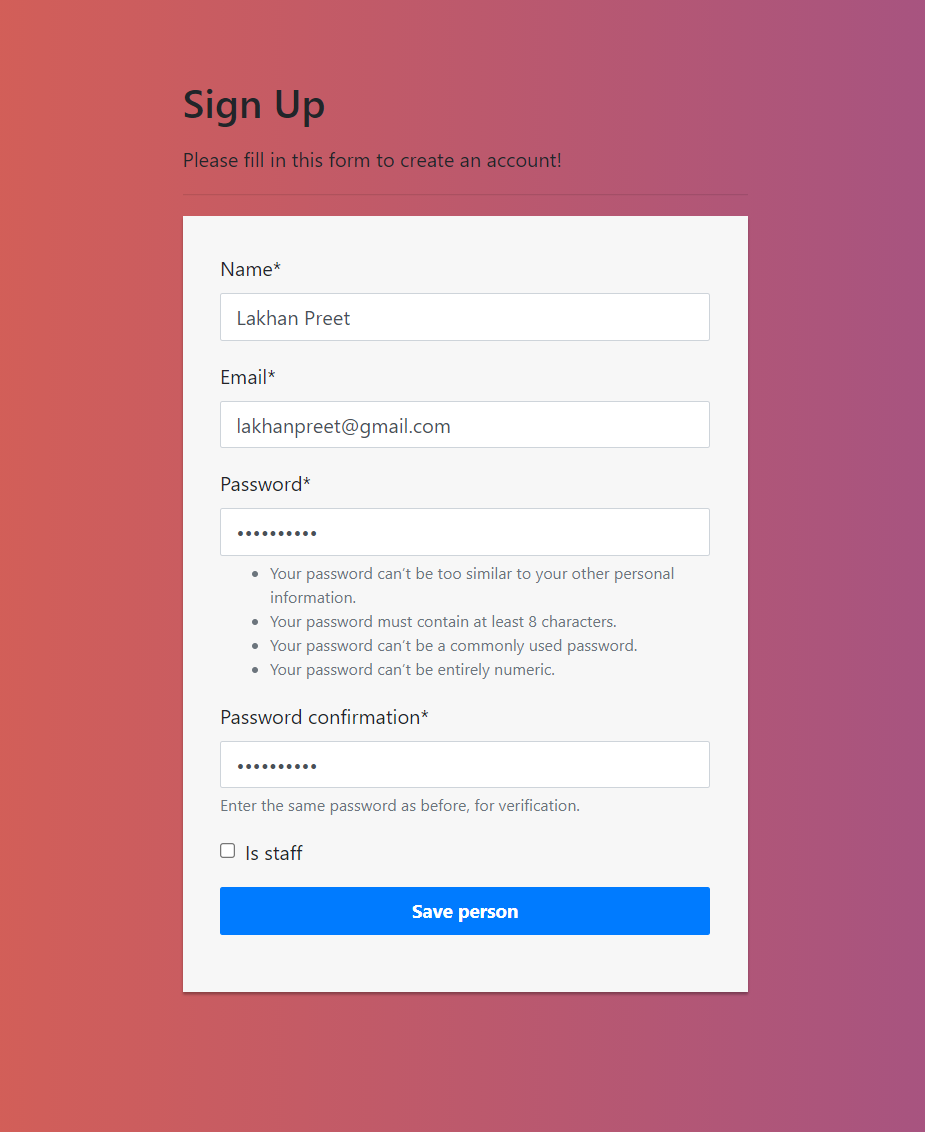 Sign Up
Please fill in this form to create an account!
Name*
Lakhan Preet
Email*
lakhanpreet@gmail.com
Password*
••••••••••
• Your password can’t be too similar to your other personal
information.
• Your password must contain at least 8 characters.
• Your password can’t be a commonly used password.
• Your password can’t be entirely numeric.
Password confirmation*
••••••••••
Enter the same password as before, for verification.
Is staff
Save person